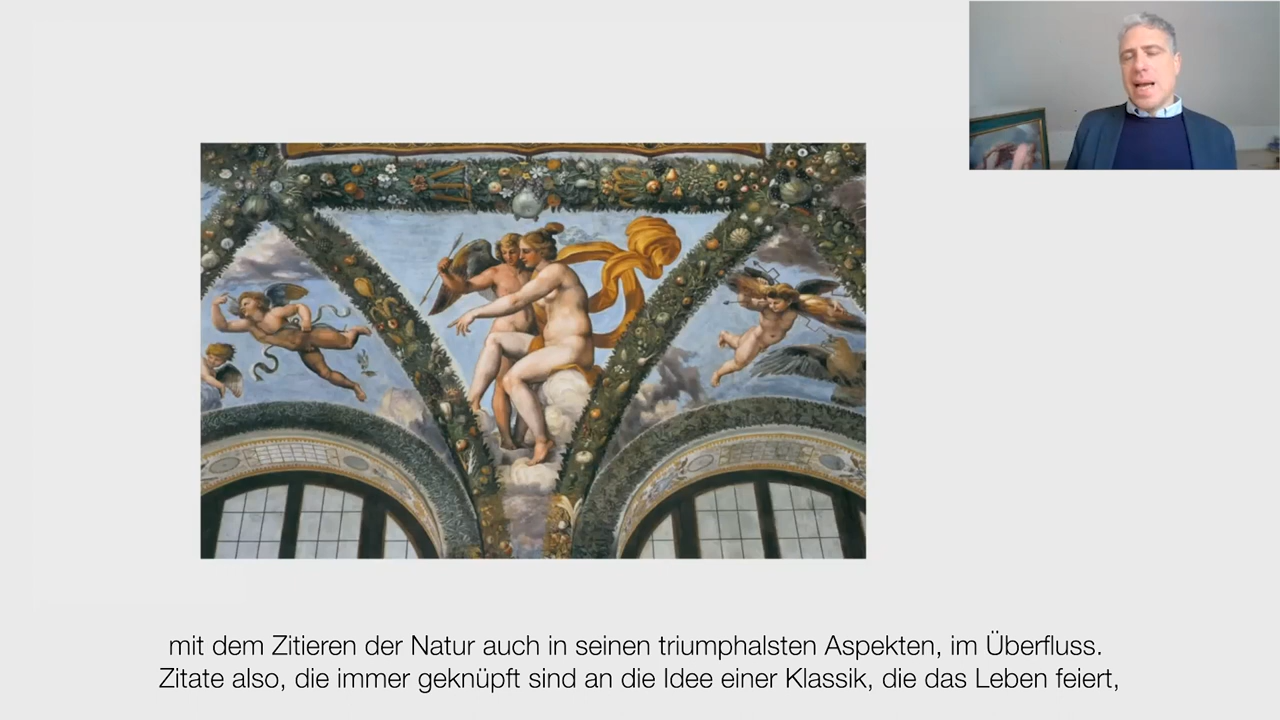 mit dem Zitieren der Natur auch in seinen triumphalsten Aspekten, im Überfluss.
Zitate also, die immer geknüpft sind an die Idee einer Klassik, die das Leben feiert,